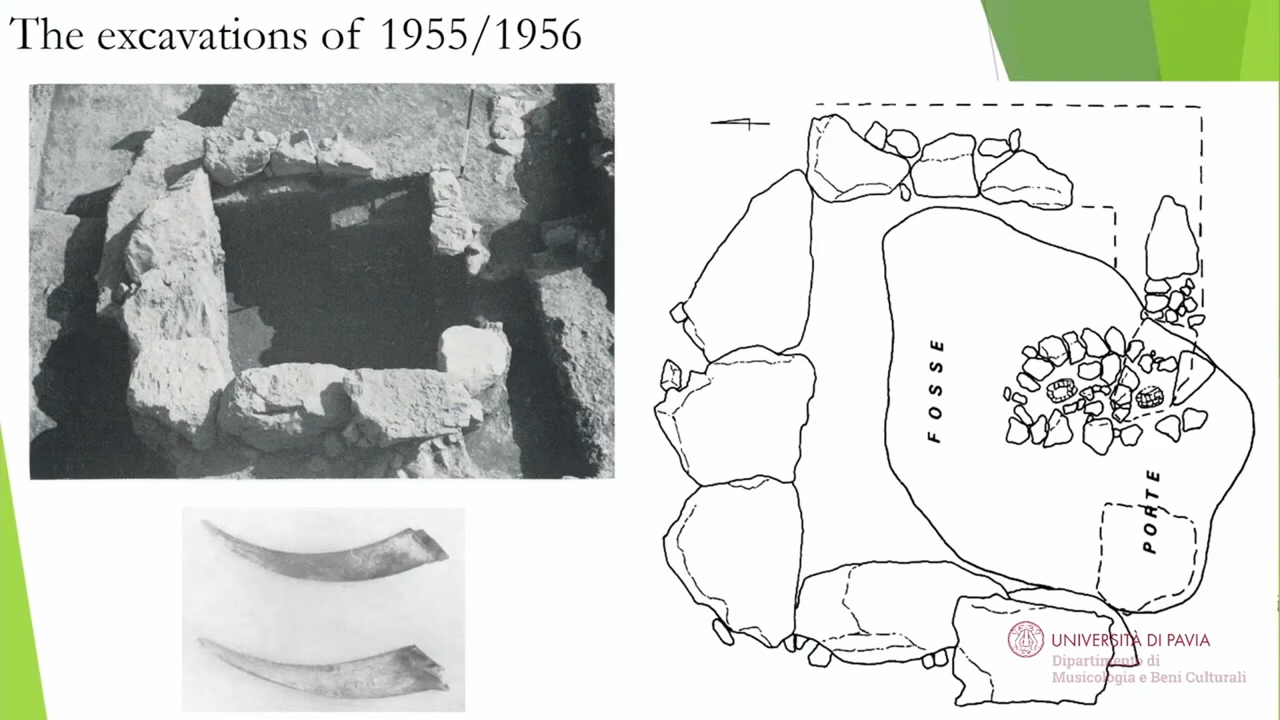 The excavations of 1955/1956
FOSSE
PORTE
UNIVERSITÀ DI PAVIA
Dipartimento di
Musicologia e Beni Culturali